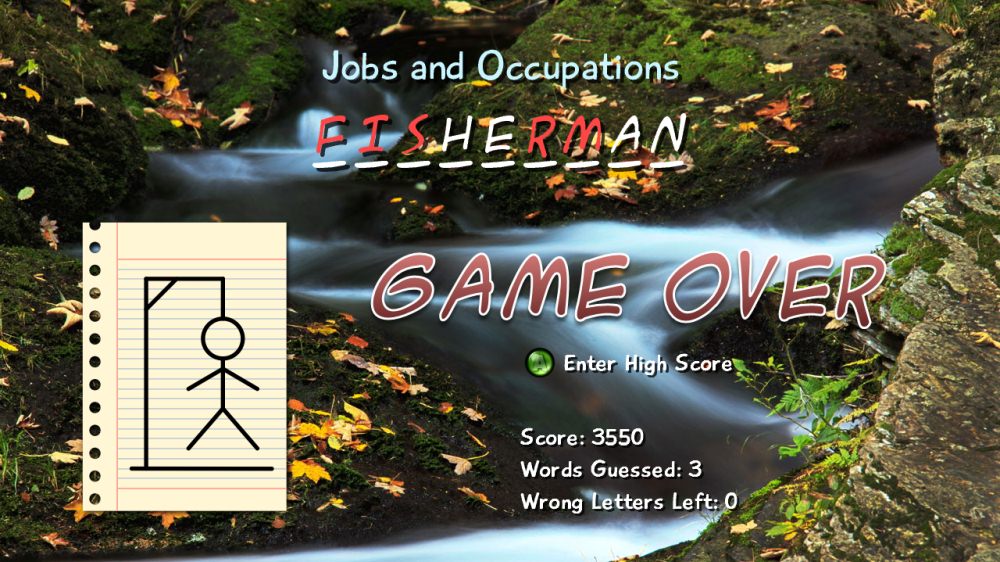 Jobs and Occupations
FISHERMAN
GAME OVER
Enter High Score
Score: 3550
Words Guessed: 3
Wrong Letters Left: 0